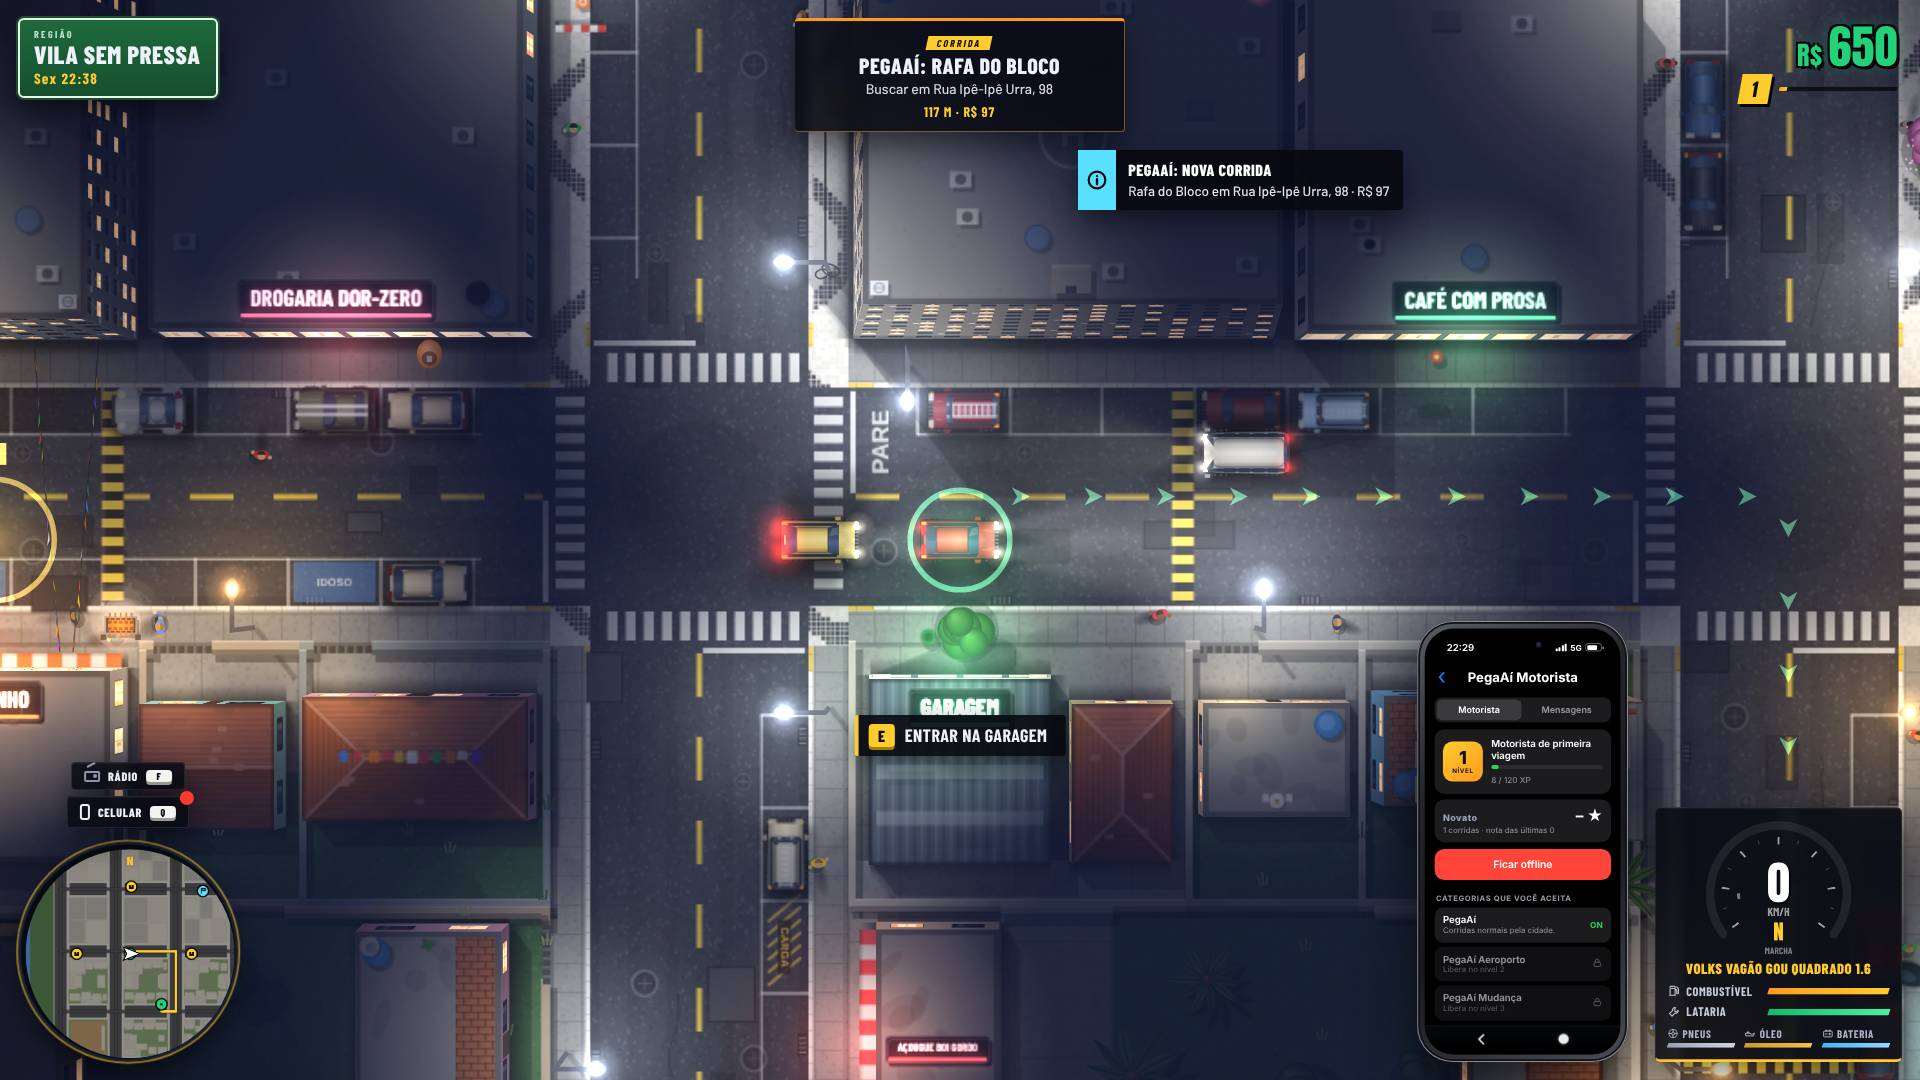 REGIÃO
VILA SEM PRESSA
Sex 22:38
CORRIDA
PEGAAÍ: RAFA DO BLOCO
Buscar em Rua Ipê-Ipê Urra, 98
117 M · R$ 97
R$ 650
1
PEGAAÍ: NOVA CORRIDA
Rafa do Bloco em Rua Ipê-Ipê Urra, 98 · R$ 97
DROGARIA DOR-ZERO
CAFÉ COM PROSA
PARE
IDOSO
NHO
GARAGEM
E ENTRAR NA GARAGEM
RÁDIO F
CELULAR Q
N
CARGA
AÇOUGUE BOI GORDO
22:29
5G
PegaAí Motorista
Motorista
Mensagens
1
NÍVEL
Motorista de primeira
viagem
8 / 120 XP
Novato
– ★
1 corridas · nota das últimas 0
Ficar offline
CATEGORIAS QUE VOCÊ ACEITA
PegaAí
Corridas normais pela cidade.
ON
PegaAí Aeroporto
Libera no nível 2
PegaAí Mudança
Libera no nível 3
0
KM/H
N
MARCHA
VOLKS VAGÃO GOU QUADRADO 1.6
COMBUSTÍVEL
LATARIA
PNEUS
ÓLEO
BATERIA